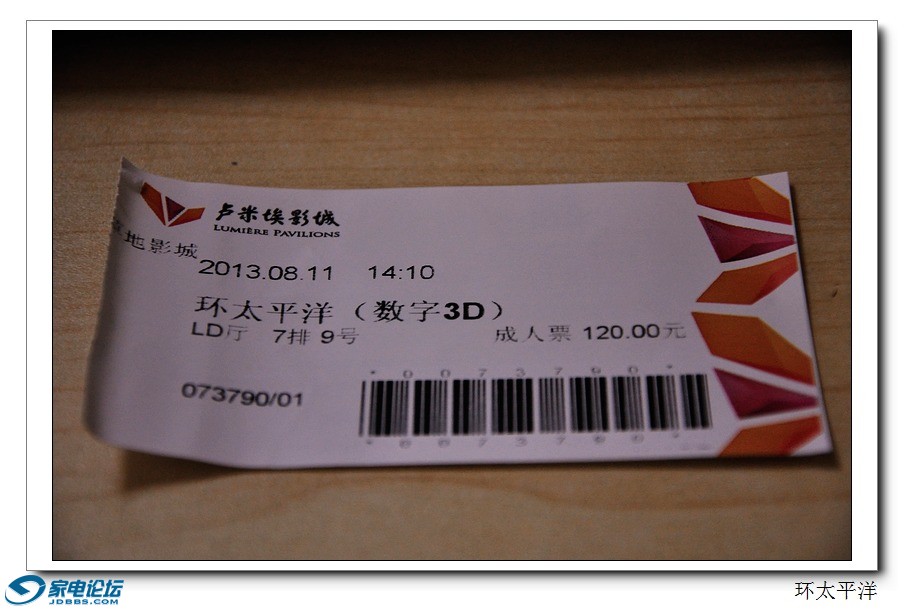 卢米埃影城
LUMIÈRE PAVILIONS
地影城
2013.08.11 14:10
环太平洋（数字3D）
LD厅 7排 9号 成人票 120.00元
*0073790*
073790/01
*0073790*
家电论坛
JDBBS.COM
环太平洋